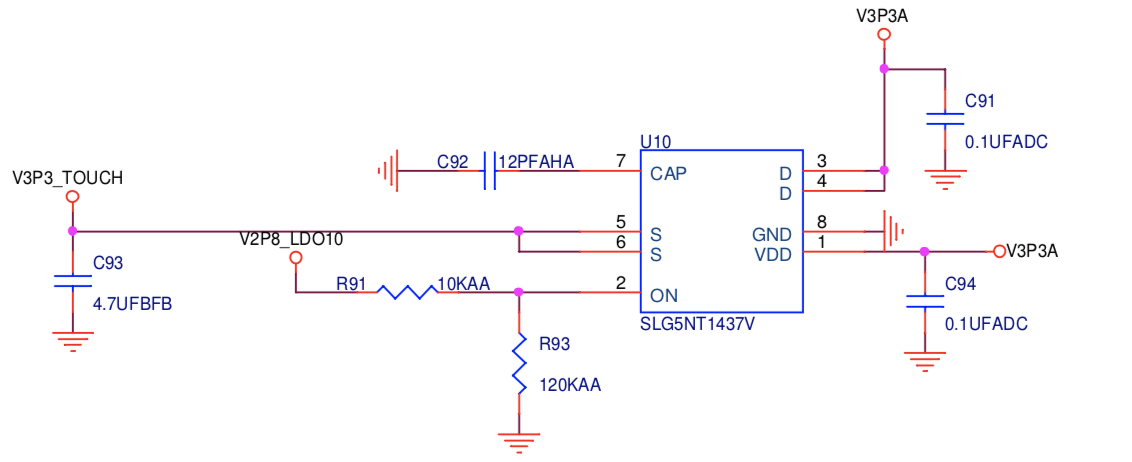 V3P3A
C91
0.1UFADC
U10
C92 12PFAHA 7 CAP D 3
D 4
V3P3_TOUCH
5 S GND 8
V2P8_LDO10 6 S VDD 1 V3P3A
C93
4.7UFBFB
R91 10KAA 2 ON
C94
0.1UFADC
SLG5NT1437V
R93
120KAA